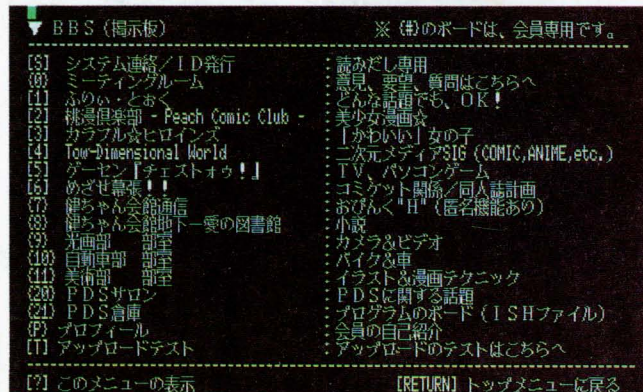 ▼ BBS (掲示板) ※ {#}のボードは、会員専用です。
[S] システム連絡/ID発行 : 読みだし専用
{0} ミーティングルーム : 意見、要望、質問はこちらへ
[1] ふりぃ・とおく : どんな話題でも、OK!
[2] 桃漫倶楽部 - Peach Comic Club - : 美少女漫画☆
[3] カラフル☆ヒロインズ : 「かわいい」女の子
[4] Tow-Dimensional World : 二次元メディアSIG (COMIC,ANIME,etc.)
[5] ゲーセン『チェストォゥ!』 : TV、パソコンゲーム
[6] めざせ幕張!! : コミケット関係/同人誌計画
{7} 健ちゃん会館通信 : おぴんく"H" (匿名機能あり)
{8} 健ちゃん会館地下ー愛の図書館 : 小説
{9} 光画部 部室 : カメラ&ビデオ
{10} 自動車部 部室 : バイク&車
{11} 美術部 部室 : イラスト&漫画テクニック
{20} PDSサロン : PDSに関する話題
{21} PDS倉庫 : プログラムのボード (ISHファイル)
{P} プロフィール : 会員の自己紹介
[T] アップロードテスト : アップロードのテストはこちらへ
[?] このメニューの表示 [RETURN] トップメニューに戻る